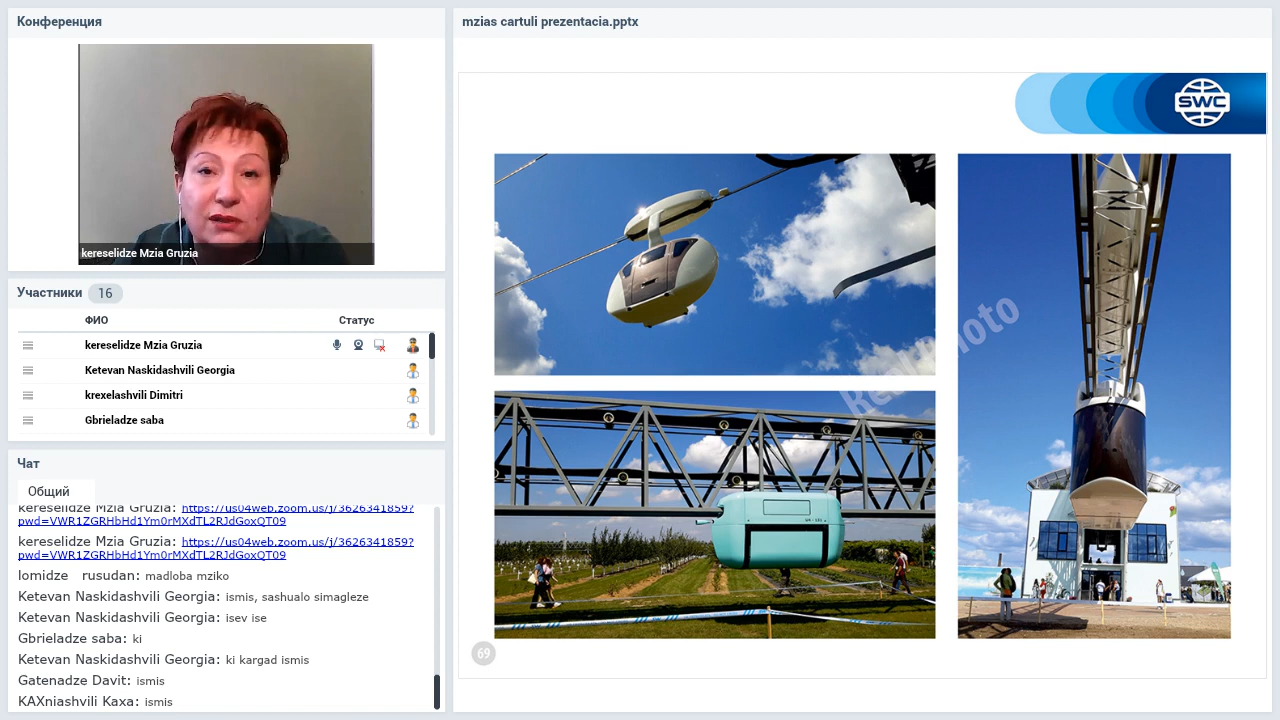 Конференция
kereselidze Mzia Gruzia
Участники 16
ФИО Статус
kereselidze Mzia Gruzia
Ketevan Naskidashvili Georgia
krexelashvili Dimitri
Gbrieladze saba
Чат
Общий
kereselidze Mzia Gruzia: https://us04web.zoom.us/j/3626341859?
pwd=VWR1ZGRHbHd1Ym0rMXdTL2RJdGoxQT09
kereselidze Mzia Gruzia: https://us04web.zoom.us/j/3626341859?
pwd=VWR1ZGRHbHd1Ym0rMXdTL2RJdGoxQT09
lomidze rusudan: madloba mziko
Ketevan Naskidashvili Georgia: ismis, sashualo simagleze
Ketevan Naskidashvili Georgia: isev ise
Gbrieladze saba: ki
Ketevan Naskidashvili Georgia: ki kargad ismis
Gatenadze Davit: ismis
KAXniashvili Kaxa: ismis
mzias cartuli prezentacia.pptx
SWC
69